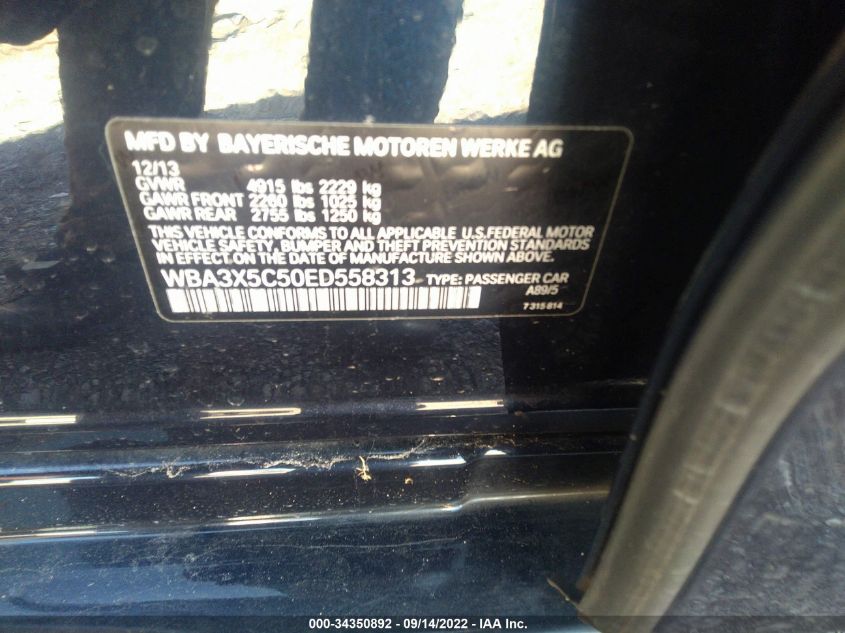 MFD BY BAYERISCHE MOTOREN WERKE AG
12/13
GVWR 4915 lbs 2229 kg
GAWR FRONT 2260 lbs 1025 kg
GAWR REAR 2755 lbs 1250 kg
THIS VEHICLE CONFORMS TO ALL APPLICABLE U.S.FEDERAL MOTOR
VEHICLE SAFETY, BUMPER AND THEFT PREVENTION STANDARDS
IN EFFECT ON THE DATE OF MANUFACTURE SHOWN ABOVE.
WBA3X5C50ED558313 TYPE: PASSENGER CAR
A89/5
7 315 814
000-34350892 - 09/14/2022 - IAA Inc.